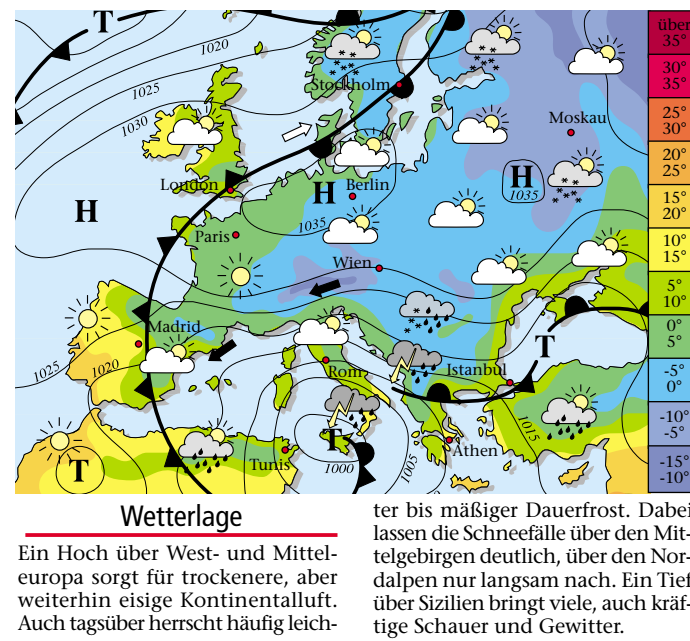 T
1020
1025
1030
Stockholm
Moskau
London
H
1035
Berlin
H
1035
H
Paris
Wien
Madrid
1025
1020
Rom
Istanbul
T
1015
Athen
T
Tunis
T
1000
1005
über
35°
30°
35°
25°
30°
20°
25°
15°
20°
10°
15°
5°
10°
0°
5°
-5°
0°
-10°
-5°
-15°
-10°
Wetterlage
Ein Hoch über West- und Mittel-
europa sorgt für trockenere, aber
weiterhin eisige Kontinentalluft.
Auch tagsüber herrscht häufig leich-
ter bis mäßiger Dauerfrost. Dabei
lassen die Schneefälle über den Mit-
telgebirgen deutlich, über den Nor-
dalpen nur langsam nach. Ein Tief
über Sizilien bringt viele, auch kräf-
tige Schauer und Gewitter.